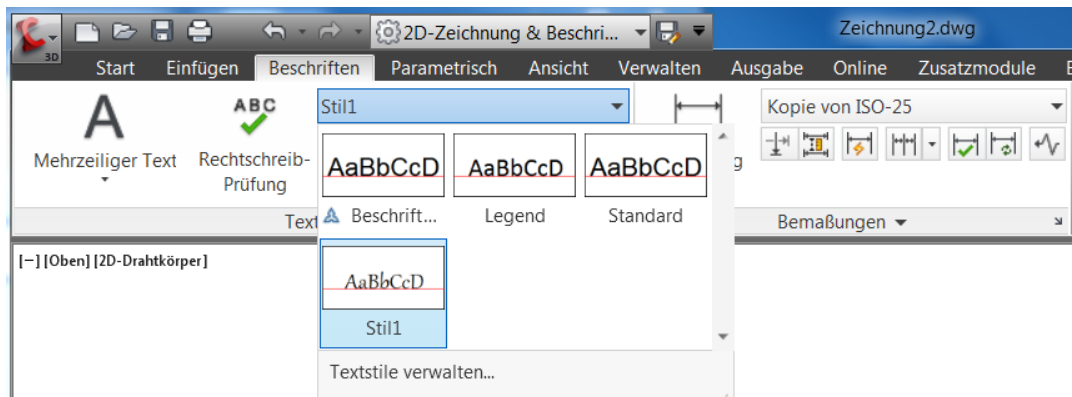 3D
2D-Zeichnung & Beschri...
Zeichnung2.dwg
Start Einfügen Beschriften Parametrisch Ansicht Verwalten Ausgabe Online Zusatzmodule
A
ABC
Stil1
Kopie von ISO-25
Mehrzeiliger Text
Rechtschreib-
Prüfung
AaBbCcD AaBbCcD AaBbCcD
g
Beschrift... Legend Standard
Text
Bemaßungen
AaBbCcD
Stil1
Textstile verwalten...
[−] [Oben] [2D-Drahtkörper]